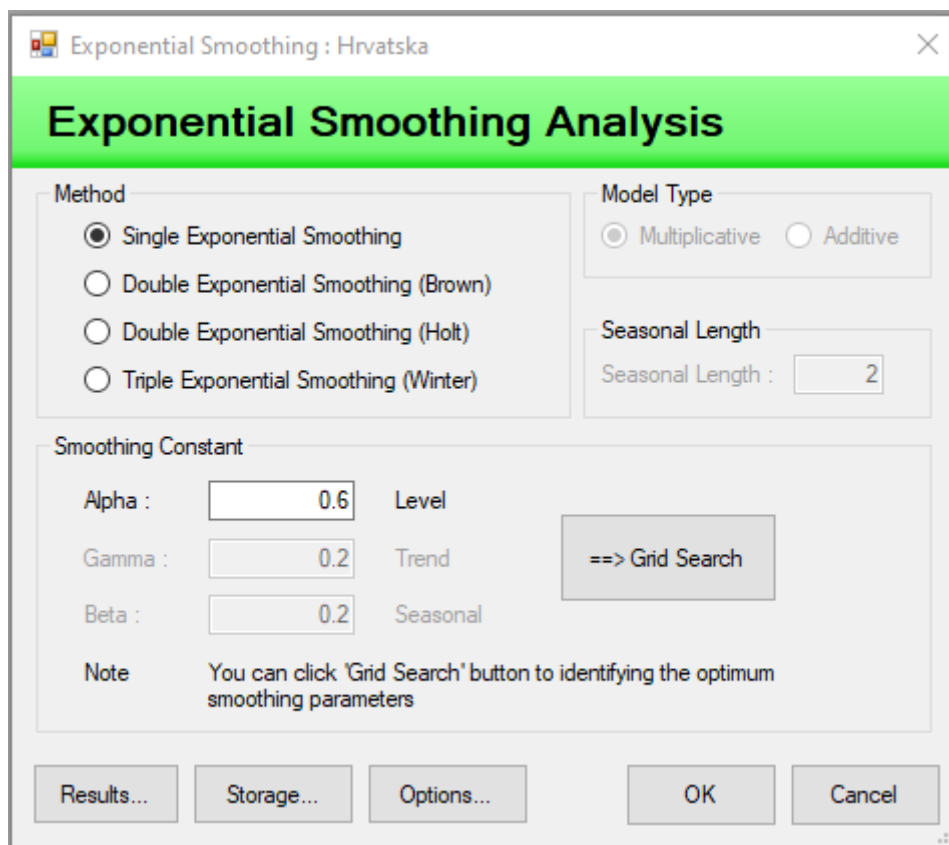 Exponential Smoothing : Hrvatska
Exponential Smoothing Analysis
Method
Single Exponential Smoothing
Double Exponential Smoothing (Brown)
Double Exponential Smoothing (Holt)
Triple Exponential Smoothing (Winter)
Model Type
Multiplicative Additive
Seasonal Length
Seasonal Length : 2
Smoothing Constant
Alpha : 0.6 Level
Gamma : 0.2 Trend
Beta : 0.2 Seasonal
==> Grid Search
Note You can click 'Grid Search' button to identifying the optimum
smoothing parameters
Results... Storage... Options... OK Cancel